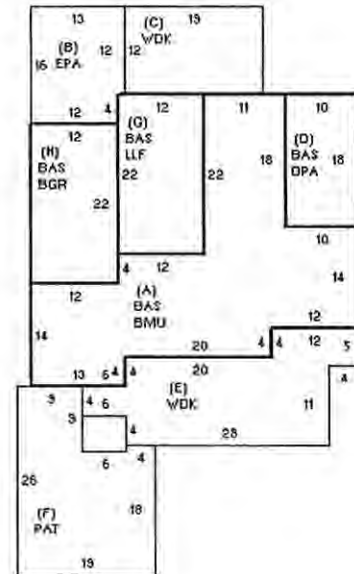 13 19
(C)
WDK
(B)
EPA
16 12 12
12 4 12 11 10
12
(G)
BAS
LLF
(D)
BAS
DPA
18 18
(H)
BAS
BGR
22 22 22
4 12
10
12
(A)
BAS
BMU
14
14
12
20 4 4 12 5
13 6 4 4 20 4
9 4 6
(E)
WDK
11
9
4
6 4 28
26
18
(F)
PAT
19